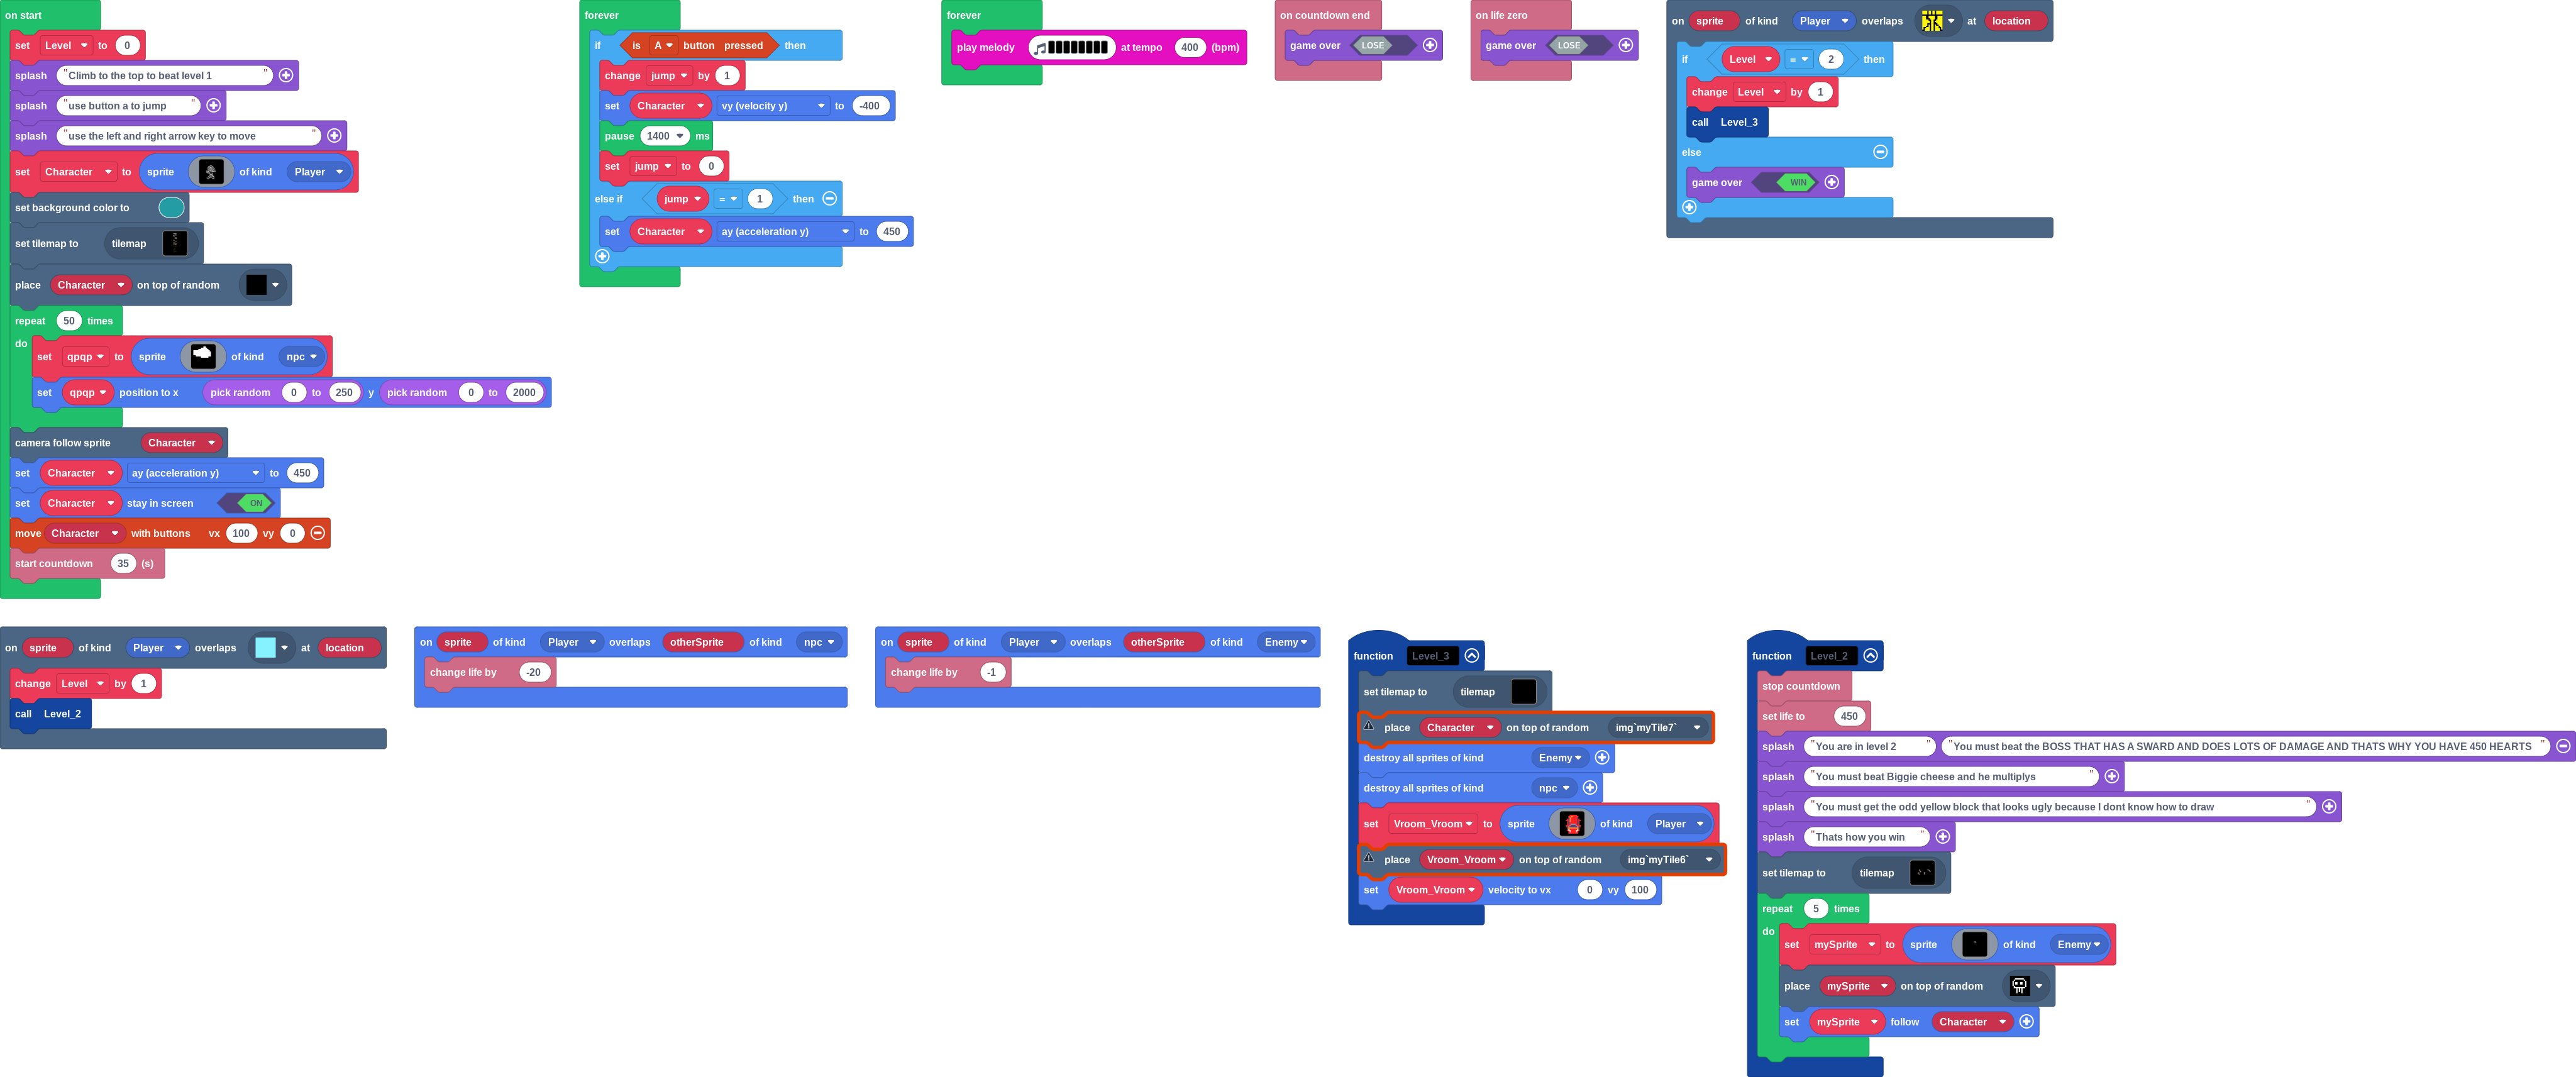 on start
set Level to 0
splash "Climb to the top to beat level 1"
splash "use button a to jump"
splash "use the left and right arrow key to move"
set Character to sprite of kind Player
set background color to
set tilemap to tilemap
place Character on top of random
repeat 50 times
do
set qpqp to sprite of kind npc
set qpqp position to x pick random 0 to 250 y pick random 0 to 2000
camera follow sprite Character
set Character ay (acceleration y) to 450
set Character stay in screen ON
move Character with buttons vx 100 vy 0
start countdown 35 (s)
forever
if is A button pressed then
change jump by 1
set Character vy (velocity y) to -400
pause 1400 ms
set jump to 0
else if jump = 1 then
set Character ay (acceleration y) to 450
forever
play melody at tempo 400 (bpm)
on countdown end
game over LOSE
on life zero
game over LOSE
on sprite of kind Player overlaps at location
if Level = 2 then
change Level by 1
call Level_3
else
game over WIN
on sprite of kind Player overlaps at location
change Level by 1
call Level_2
on sprite of kind Player overlaps otherSprite of kind npc
change life by -20
on sprite of kind Player overlaps otherSprite of kind Enemy
change life by -1
function Level_3
set tilemap to tilemap
place Character on top of random img`myTile7`
destroy all sprites of kind Enemy
destroy all sprites of kind npc
set Vroom_Vroom to sprite of kind Player
place Vroom_Vroom on top of random img`myTile6`
set Vroom_Vroom velocity to vx 0 vy 100
function Level_2
stop countdown
set life to 450
splash "You are in level 2" "You must beat the BOSS THAT HAS A SWARD AND DOES LOTS OF DAMAGE AND THATS WHY YOU HAVE 450 HEARTS"
splash "You must beat Biggie cheese and he multiplys"
splash "You must get the odd yellow block that looks ugly because I dont know how to draw"
splash "Thats how you win"
set tilemap to tilemap
repeat 5 times
do
set mySprite to sprite of kind Enemy
place mySprite on top of random
set mySprite follow Character